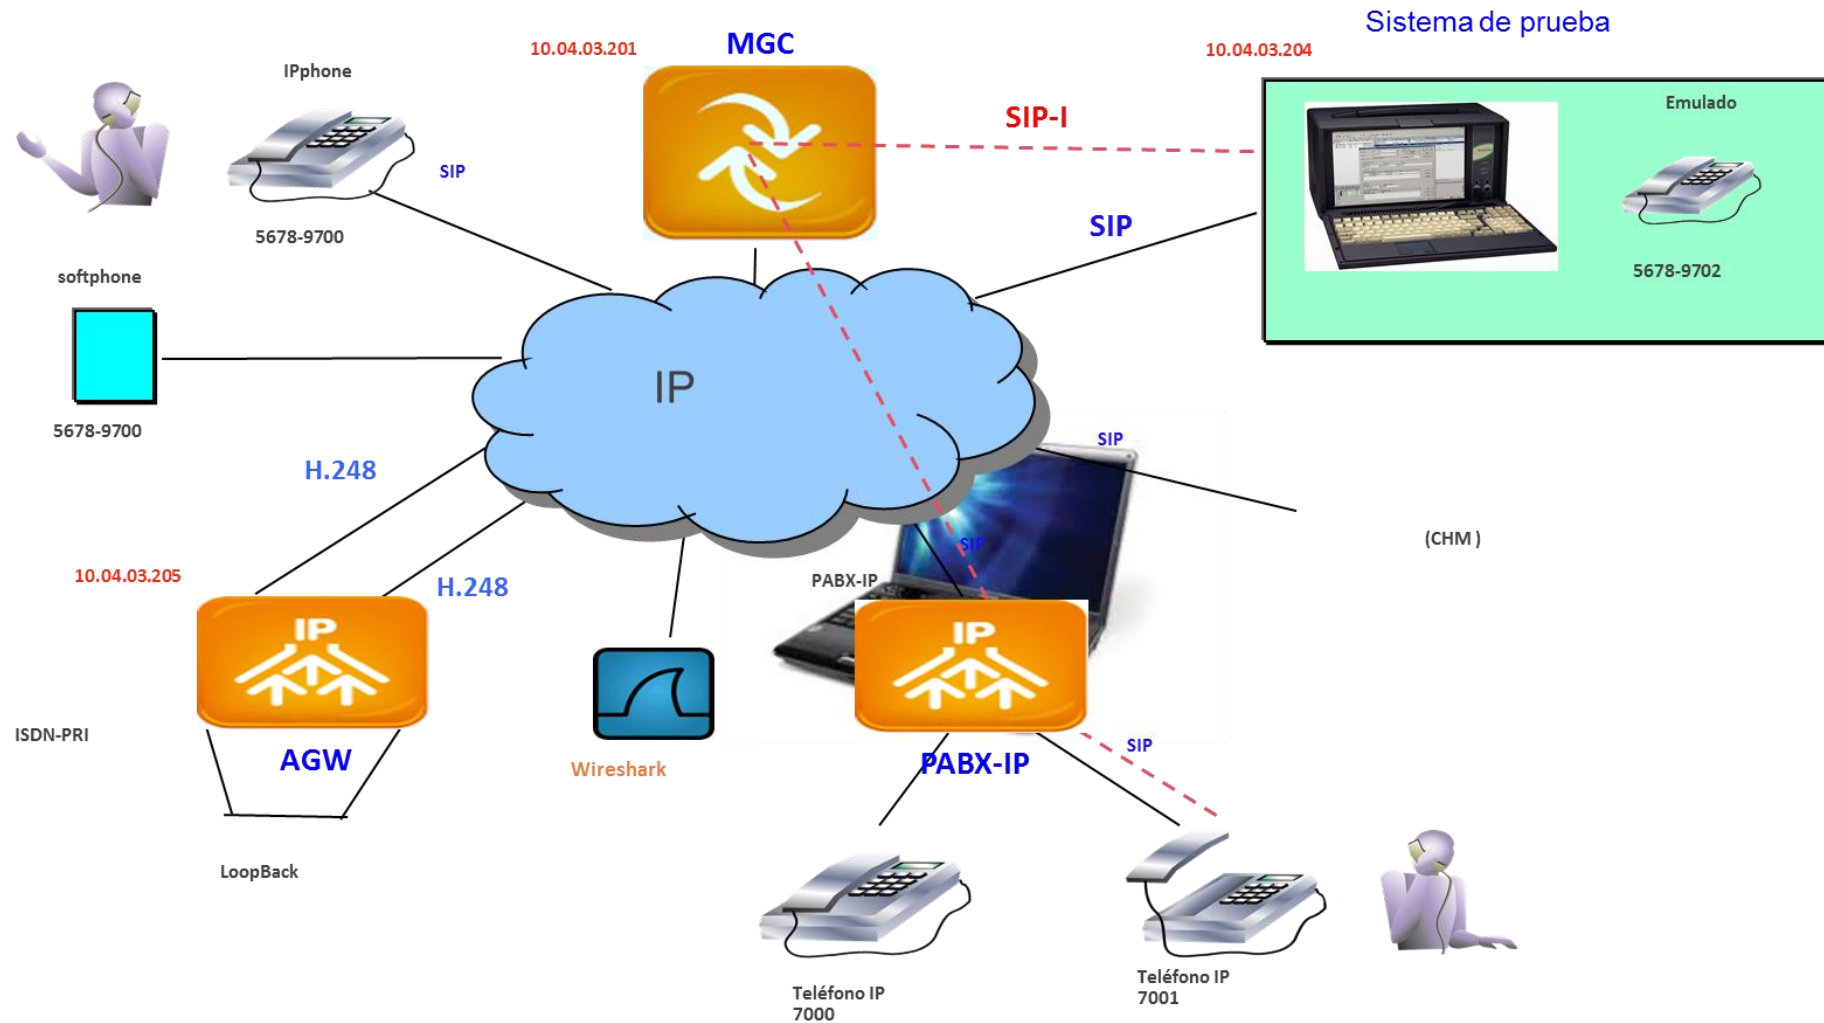 Sistema de prueba
10.04.03.201
MGC
10.04.03.204
IPphone
SIP-I
Emulado
SIP
5678-9700
SIP
5678-9702
softphone
IP
5678-9700
H.248
SIP
(CHM )
SIP
10.04.03.205
H.248
PABX-IP
IP
IP
ISDN-PRI
AGW
Wireshark
PABX-IP
SIP
LoopBack
Teléfono IP
7000
Teléfono IP
7001